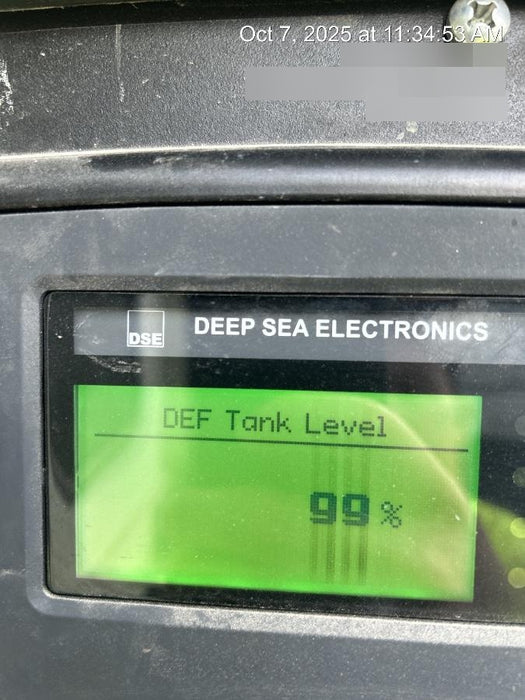 Oct 7, 2025 at 11:34:53 AM
DSE
DEEP SEA ELECTRONICS
DEF Tank Level
99 %